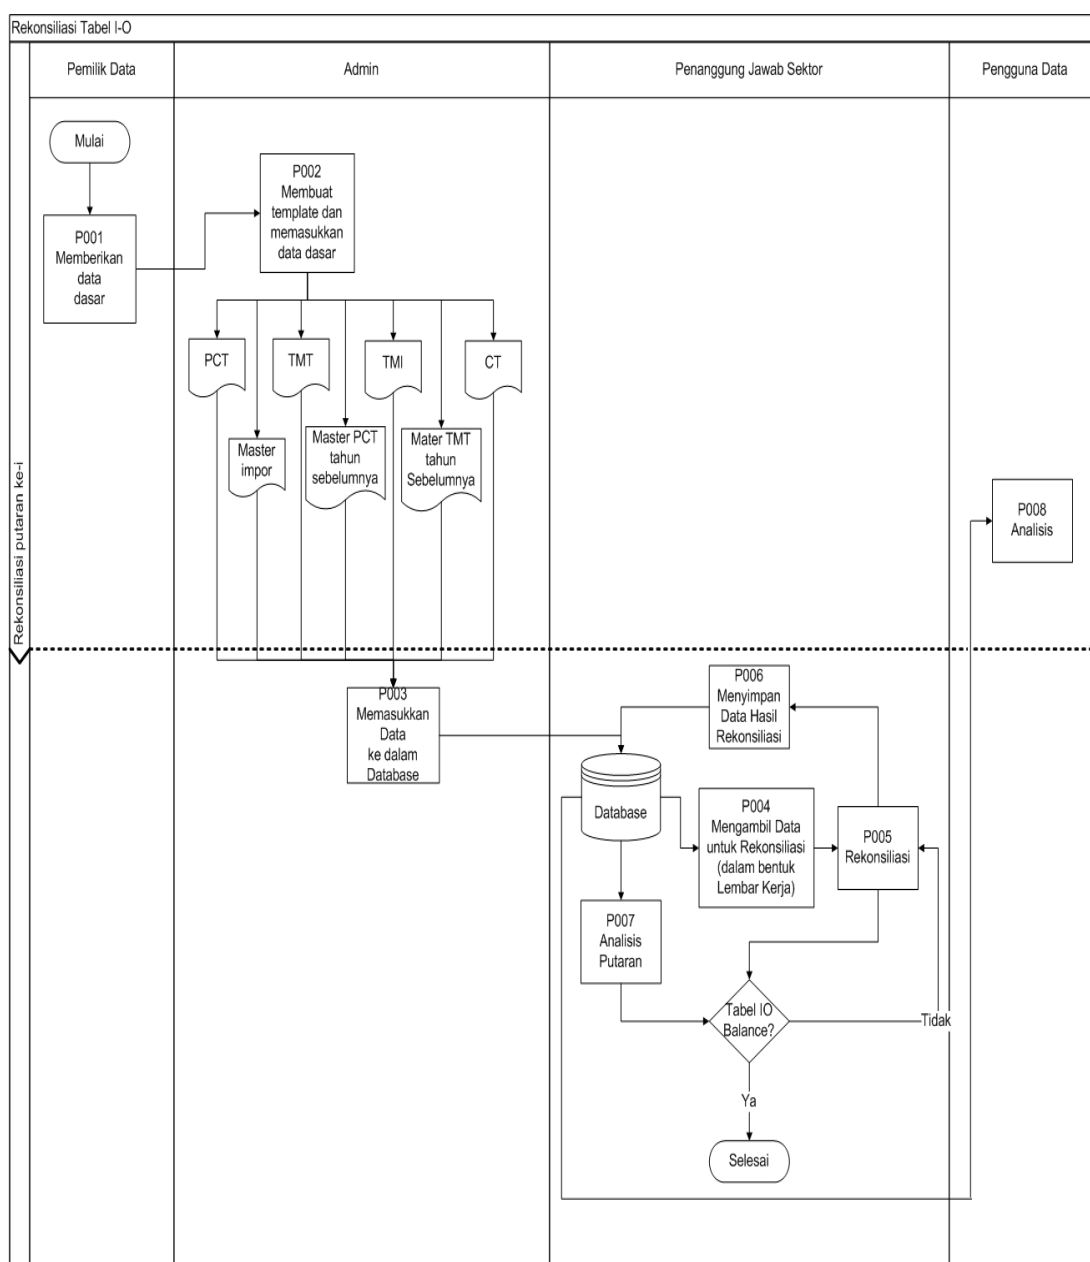 Rekonsiliasi Tabel I-O
Pemilik Data
Admin
Penanggung Jawab Sektor
Pengguna Data
Rekonsiliasi putaran ke-i
Mulai
P001
Memberikan
data
dasar
P002
Membuat
template dan
memasukkan
data dasar
PCT
TMT
TMI
CT
Master
impor
Master PCT
tahun
sebelumnya
Mater TMT
tahun
Sebelumnya
P008
Analisis
P003
Memasukkan
Data
ke dalam
Database
P006
Menyimpan
Data Hasil
Rekonsiliasi
Database
P004
Mengambil Data
untuk Rekonsiliasi
(dalam bentuk
Lembar Kerja)
P005
Rekonsiliasi
P007
Analisis
Putaran
Tabel IO
Balance?
Tidak
Ya
Selesai